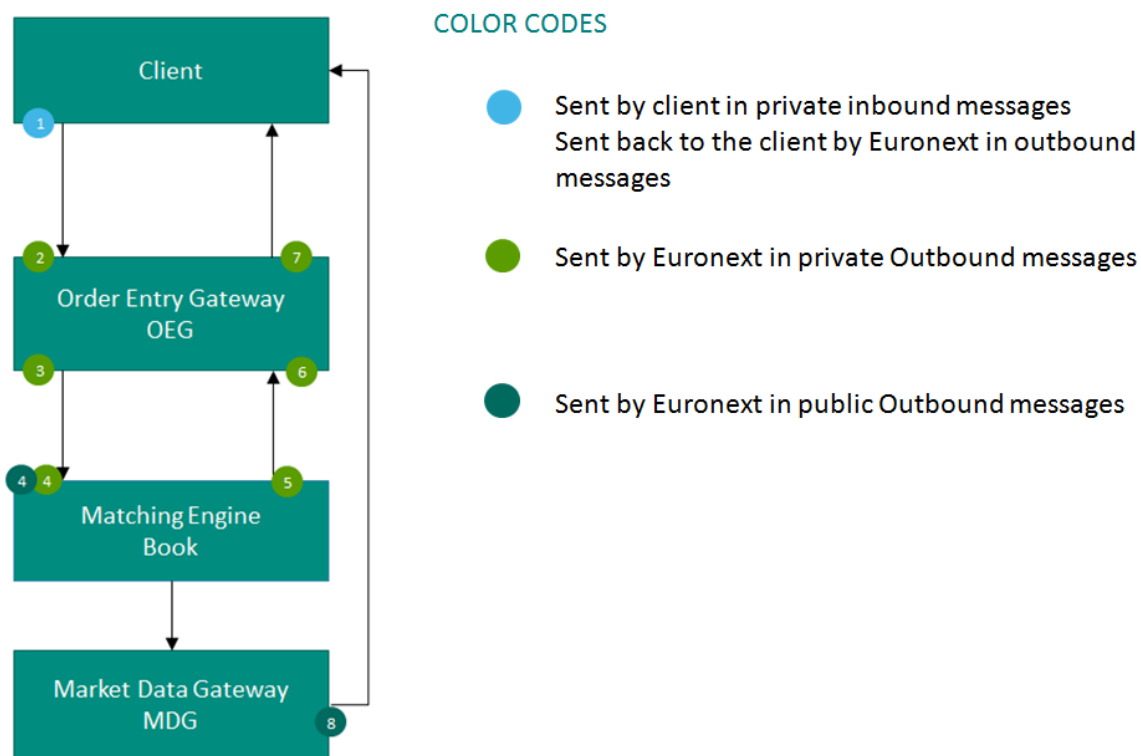 COLOR CODES
Client
1
Sent by client in private inbound messages
Sent back to the client by Euronext in outbound
messages
2
7
Sent by Euronext in private Outbound messages
Order Entry Gateway
OEG
3
6
Sent by Euronext in public Outbound messages
4
4
5
Matching Engine
Book
Market Data Gateway
MDG
8